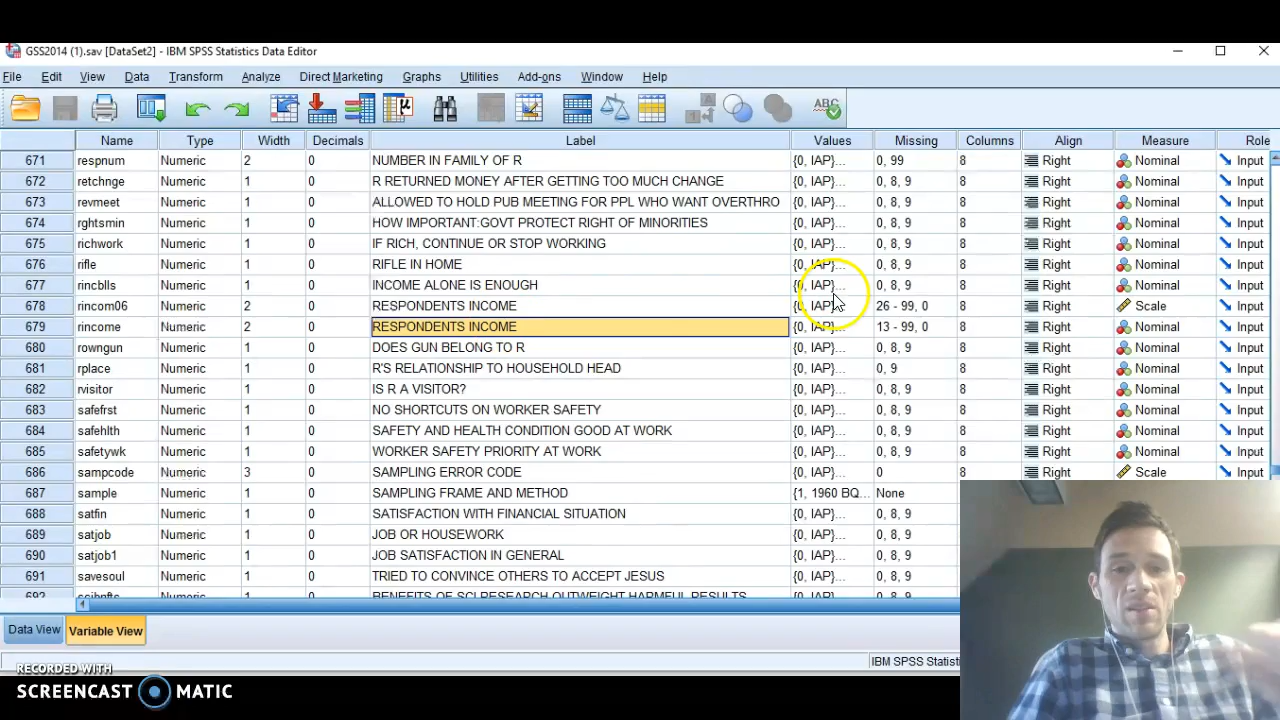 GSS2014 (1).sav [DataSet2] - IBM SPSS Statistics Data Editor
File Edit View Data Transform Analyze Direct Marketing Graphs Utilities Add-ons Window Help
Name Type Width Decimals Label Values Missing Columns Align Measure Role
671 respnum Numeric 2 0 NUMBER IN FAMILY OF R {0, IAP}... 0, 99 8 Right Nominal Input
672 retchnge Numeric 1 0 R RETURNED MONEY AFTER GETTING TOO MUCH CHANGE {0, IAP}... 0, 8, 9 8 Right Nominal Input
673 revmeet Numeric 1 0 ALLOWED TO HOLD PUB MEETING FOR PPL WHO WANT OVERTHRO {0, IAP}... 0, 8, 9 8 Right Nominal Input
674 rghtsmin Numeric 1 0 HOW IMPORTANT:GOVT PROTECT RIGHT OF MINORITIES {0, IAP}... 0, 8, 9 8 Right Nominal Input
675 richwork Numeric 1 0 IF RICH, CONTINUE OR STOP WORKING {0, IAP}... 0, 8, 9 8 Right Nominal Input
676 rifle Numeric 1 0 RIFLE IN HOME {0, IAP}... 0, 8, 9 8 Right Nominal Input
677 rincblls Numeric 1 0 INCOME ALONE IS ENOUGH {0, IAP}... 0, 8, 9 8 Right Nominal Input
678 rincom06 Numeric 2 0 RESPONDENTS INCOME {0, IAP}... 26 - 99, 0 8 Right Scale Input
679 rincome Numeric 2 0 RESPONDENTS INCOME {0, IAP}... 13 - 99, 0 8 Right Nominal Input
680 rowngun Numeric 1 0 DOES GUN BELONG TO R {0, IAP}... 0, 8, 9 8 Right Nominal Input
681 rplace Numeric 1 0 R'S RELATIONSHIP TO HOUSEHOLD HEAD {0, IAP}... 0, 9 8 Right Nominal Input
682 rvisitor Numeric 1 0 IS R A VISITOR? {0, IAP}... 0, 8, 9 8 Right Nominal Input
683 safefrst Numeric 1 0 NO SHORTCUTS ON WORKER SAFETY {0, IAP}... 0, 8, 9 8 Right Nominal Input
684 safehlth Numeric 1 0 SAFETY AND HEALTH CONDITION GOOD AT WORK {0, IAP}... 0, 8, 9 8 Right Nominal Input
685 safetywk Numeric 1 0 WORKER SAFETY PRIORITY AT WORK {0, IAP}... 0, 8, 9 8 Right Nominal Input
686 sampcode Numeric 3 0 SAMPLING ERROR CODE {0, IAP}... 0 8 Right Scale Input
687 sample Numeric 1 0 SAMPLING FRAME AND METHOD {1, 1960 BQ... None
688 satfin Numeric 1 0 SATISFACTION WITH FINANCIAL SITUATION {0, IAP}... 0, 8, 9
689 satjob Numeric 1 0 JOB OR HOUSEWORK {0, IAP}... 0, 8, 9
690 satjob1 Numeric 1 0 JOB SATISFACTION IN GENERAL {0, IAP}... 0, 8, 9
691 savesoul Numeric 1 0 TRIED TO CONVINCE OTHERS TO ACCEPT JESUS {0, IAP}... 0, 8, 9
Data View Variable View
IBM SPSS Statis
RECORDED WITH
SCREENCAST MATIC